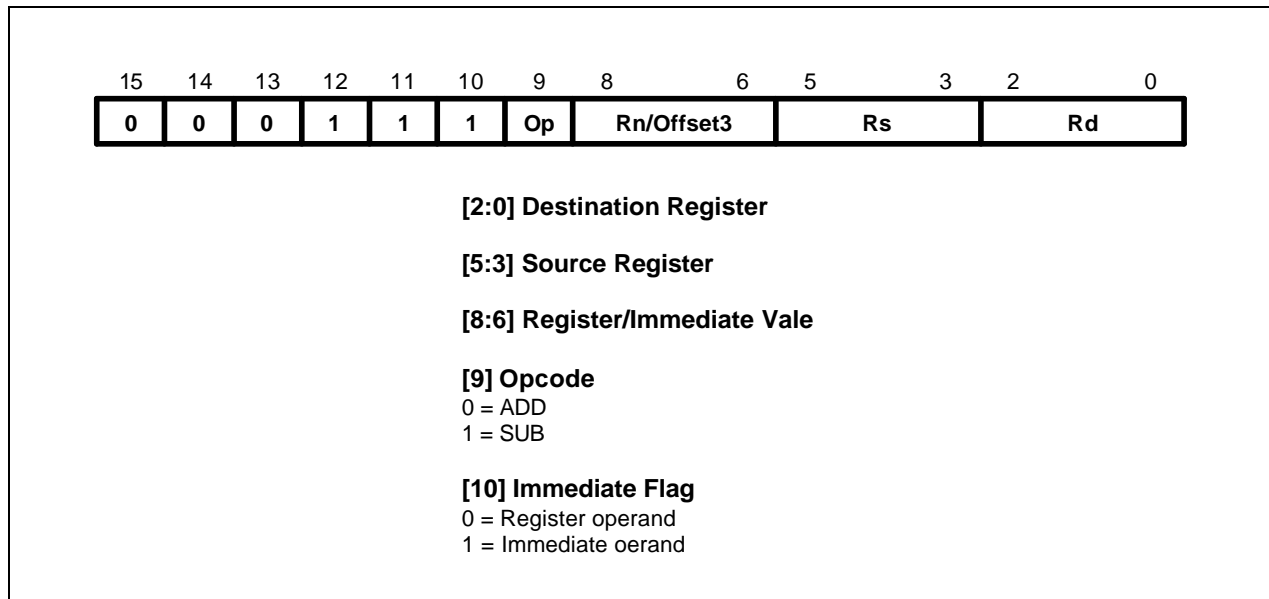 15 14 13 12 11 10 9 8 6 5 3 2 0
0 0 0 1 1 1 Op Rn/Offset3 Rs Rd
[2:0] Destination Register
[5:3] Source Register
[8:6] Register/Immediate Vale
[9] Opcode
0 = ADD
1 = SUB
[10] Immediate Flag
0 = Register operand
1 = Immediate oerand